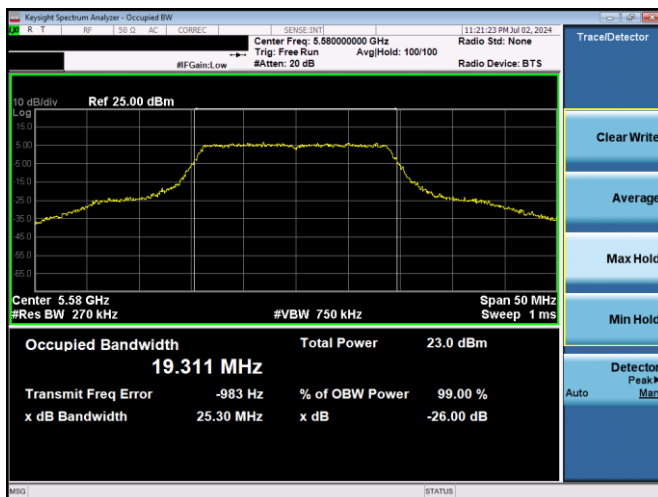 Keysight Spectrum Analyzer - Occupied BW
R T RF 50 Ω AC CORREC SENSE:INT 11:21:23 PM Jul 02, 2024
Center Freq: 5.580000000 GHz Radio Std: None
Trig: Free Run Avg|Hold: 100/100
#IFGain:Low #Atten: 20 dB Radio Device: BTS
Trace/Detector
10 dB/div Ref 25.00 dBm
Log
15.0
5.00
-5.00
-15.0
-25.0
-35.0
-45.0
-55.0
-65.0
Center 5.58 GHz Span 50 MHz
#Res BW 270 kHz #VBW 750 kHz Sweep 1 ms
Occupied Bandwidth Total Power 23.0 dBm
19.311 MHz
Transmit Freq Error -983 Hz % of OBW Power 99.00 %
x dB Bandwidth 25.30 MHz x dB -26.00 dB
Clear Write
Average
Max Hold
Min Hold
Detector
Peak▶
Auto Man
MSG STATUS